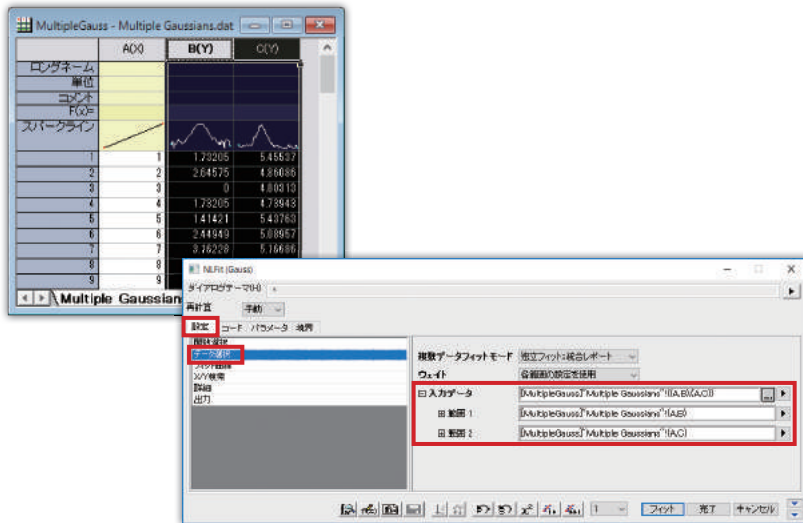 MultipleGauss - Multiple Gaussians.dat
A(X) B(Y) C(Y)
ロングネーム
単位
コメント
F(x)=
スパークライン
1 1 1.73205 5.45537
2 2 2.64575 4.86086
3 3 0 4.80313
4 4 1.73205 4.73943
5 5 1.41421 5.43763
6 6 2.44949 5.08957
7 7 3.16228 5.16686
8 8
9 9
Multiple Gaussian
NLFit (Gauss)
ダイアログテーマ
再計算 手動
設定 コード パラメータ 境界
関数選択
データ選択
X/Y検索
詳細
出力
複数データフィットモード 独立フィット:統合レポート
ウェイト 各範囲の設定を使用
入力データ [MultipleGauss]"Multiple Gaussians"!(A,B),(A,C))
範囲 1 [MultipleGauss]"Multiple Gaussians"!(A,B)
範囲 2 [MultipleGauss]"Multiple Gaussians"!(A,C)
1 フィット 完了 キャンセル